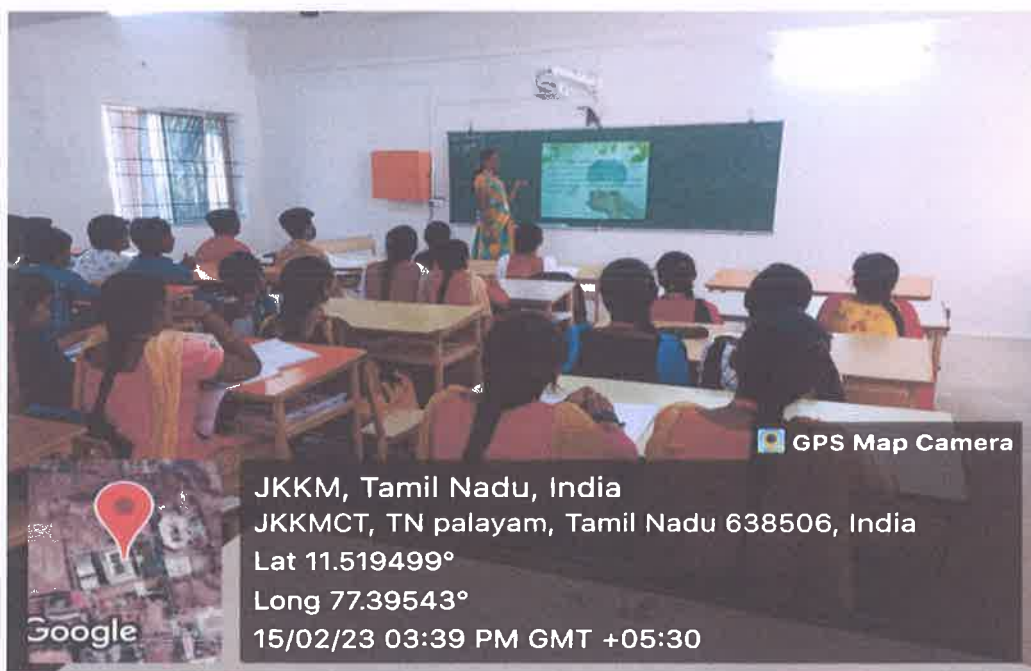 GPS Map Camera
JKKM, Tamil Nadu, India
JKKMCT, TN palayam, Tamil Nadu 638506, India
Lat 11.519499°
Long 77.39543°
15/02/23 03:39 PM GMT +05:30
Google